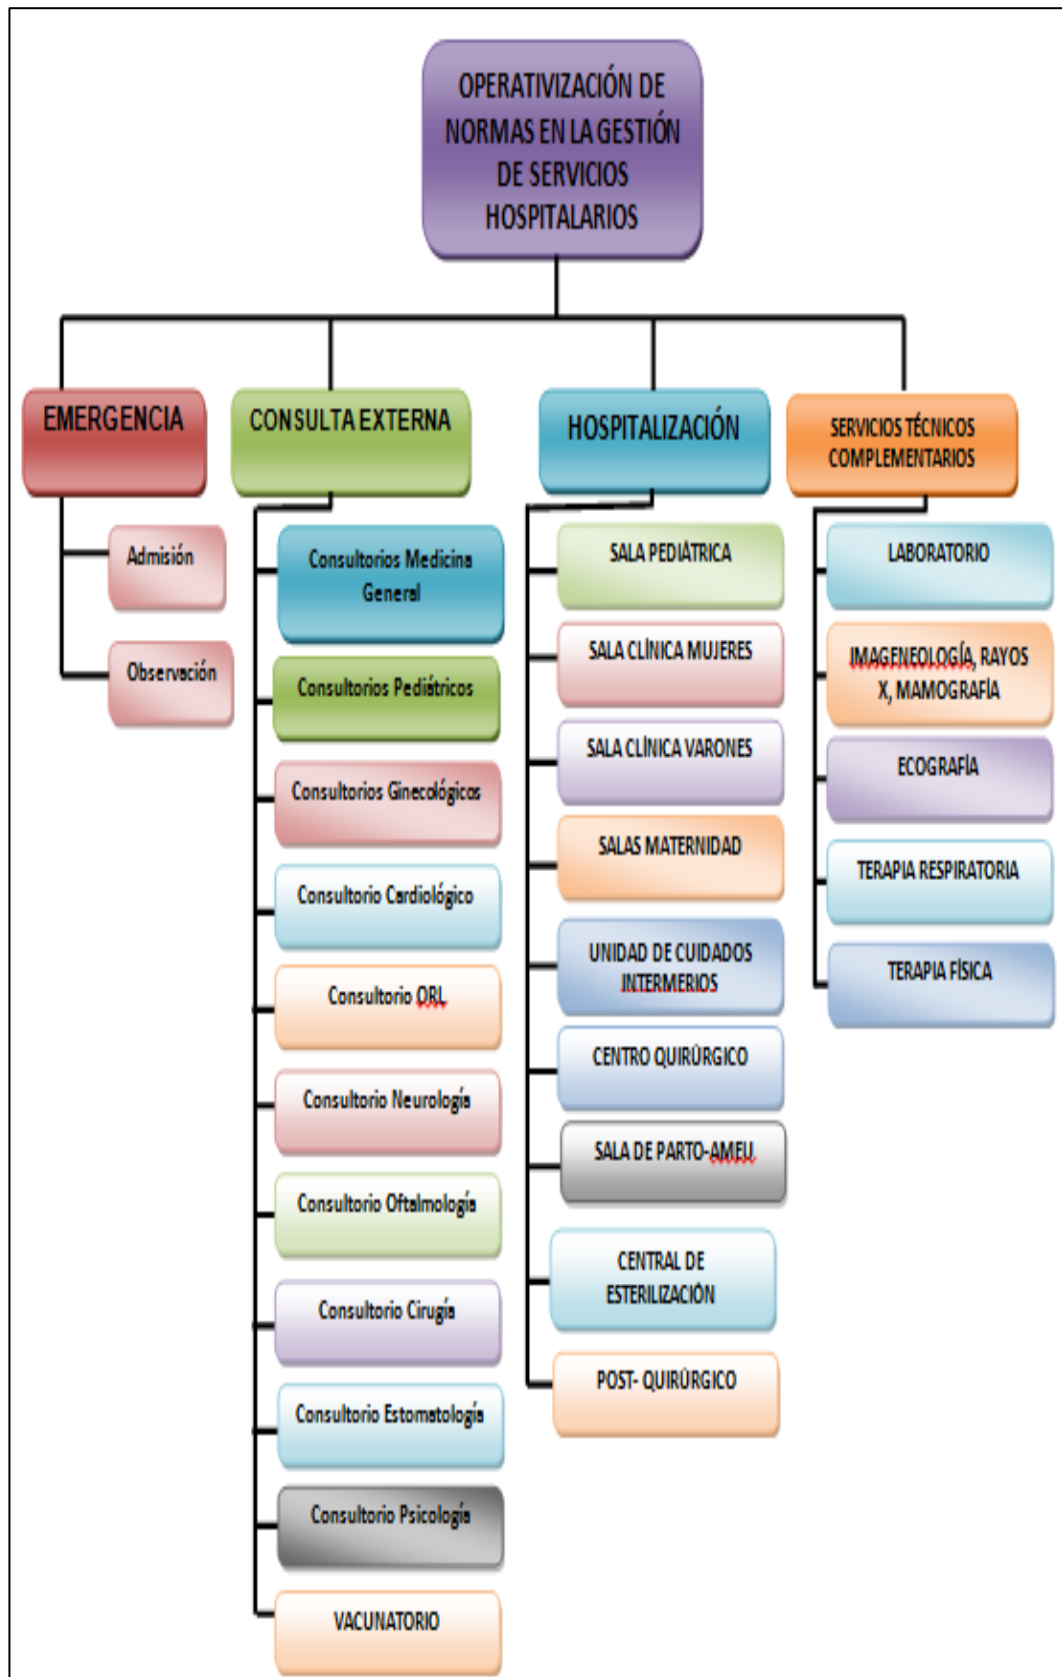 OPERATIVIZACIÓN DE
NORMAS EN LA GESTIÓN
DE SERVICIOS
HOSPITALARIOS
EMERGENCIA
Admisión
Observación
CONSULTA EXTERNA
Consultorios Medicina
General
Consultorios Pediátricos
Consultorios Ginecológicos
Consultorio Cardiológico
Consultorio ORL
Consultorio Neurología
Consultorio Oftalmología
Consultorio Cirugía
Consultorio Estomatología
Consultorio Psicología
VACUNATORIO
HOSPITALIZACIÓN
SALA PEDIÁTRICA
SALA CLÍNICA MUJERES
SALA CLÍNICA VARONES
SALAS MATERNIDAD
UNIDAD DE CUIDADOS
INTERMERIOS
CENTRO QUIRÚRGICO
SALA DE PARTO-AMEU.
CENTRAL DE
ESTERILIZACIÓN
POST- QUIRÚRGICO
SERVICIOS TÉCNICOS
COMPLEMENTARIOS
LABORATORIO
IMAGENEOLOGÍA, RAYOS
X, MAMOGRAFÍA
ECOGRAFÍA
TERAPIA RESPIRATORIA
TERAPIA FÍSICA